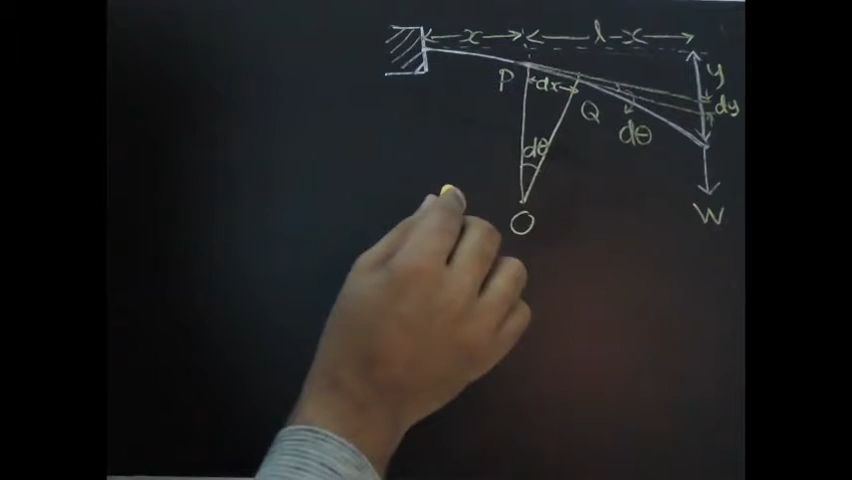 x l-x
P dx y
Q dθ dy
dθ
O W